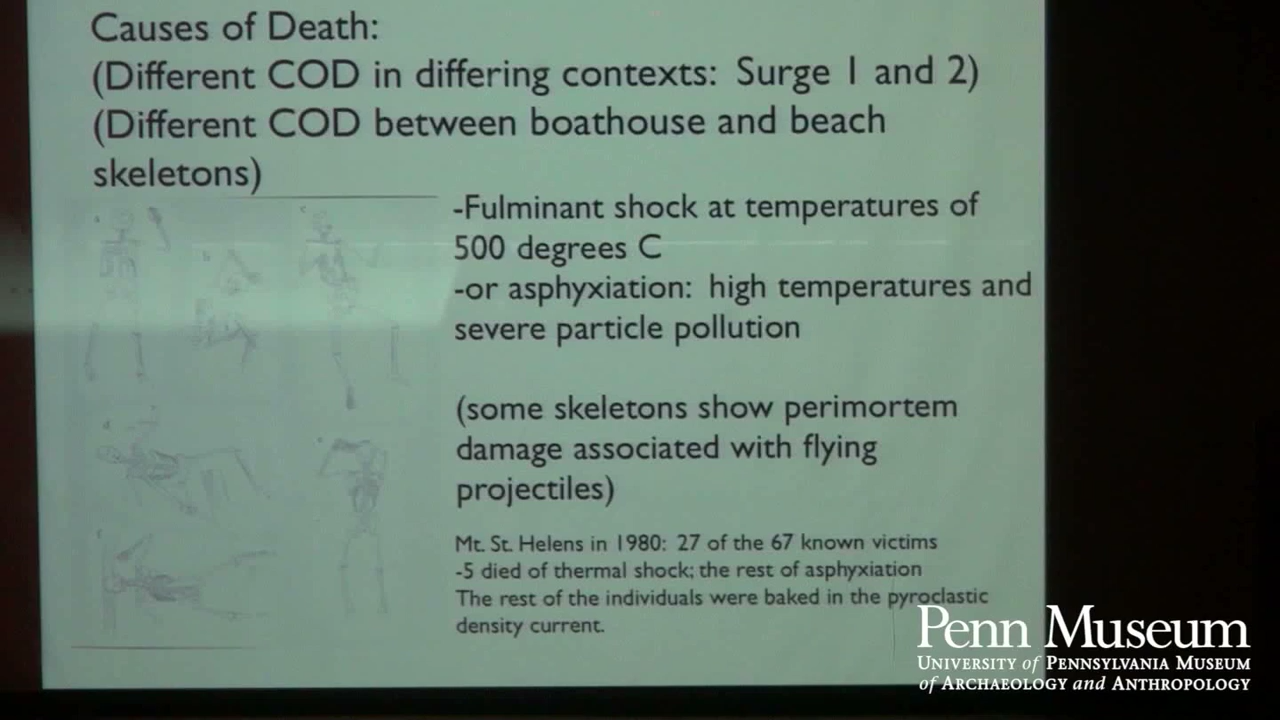 Causes of Death:
(Different COD in differing contexts: Surge 1 and 2)
(Different COD between boathouse and beach
skeletons)
-Fulminant shock at temperatures of
500 degrees C
-or asphyxiation: high temperatures and
severe particle pollution
(some skeletons show perimortem
damage associated with flying
projectiles)
Mt. St. Helens in 1980: 27 of the 67 known victims
-5 died of thermal shock; the rest of asphyxiation
The rest of the individuals were baked in the pyroclastic
density current.
Penn Museum
UNIVERSITY of PENNSYLVANIA MUSEUM
of ARCHAEOLOGY and ANTHROPOLOGY